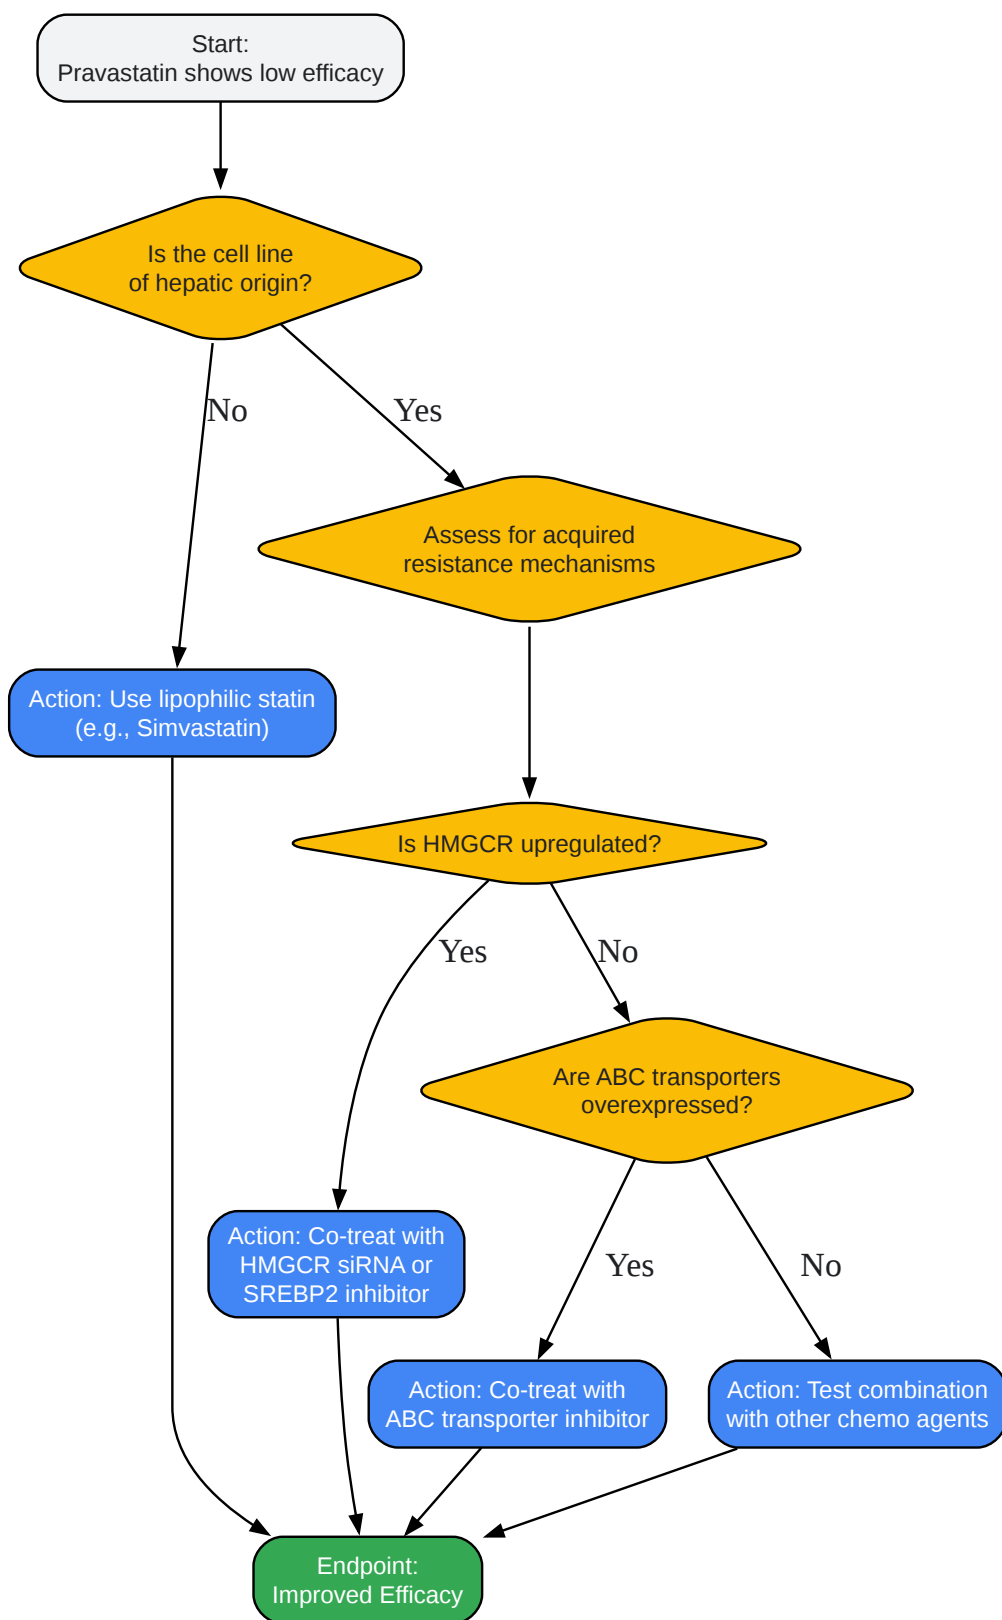 Start:
Pravastatin shows low efficacy
Is the cell line
of hepatic origin?
No
Yes
Assess for acquired
resistance mechanisms
Action: Use lipophilic statin
(e.g., Simvastatin)
Is HMGCR upregulated?
Yes
No
Are ABC transporters
overexpressed?
Action: Co-treat with
HMGCR siRNA or
SREBP2 inhibitor
Yes
No
Action: Co-treat with
ABC transporter inhibitor
Action: Test combination
with other chemo agents
Endpoint:
Improved Efficacy